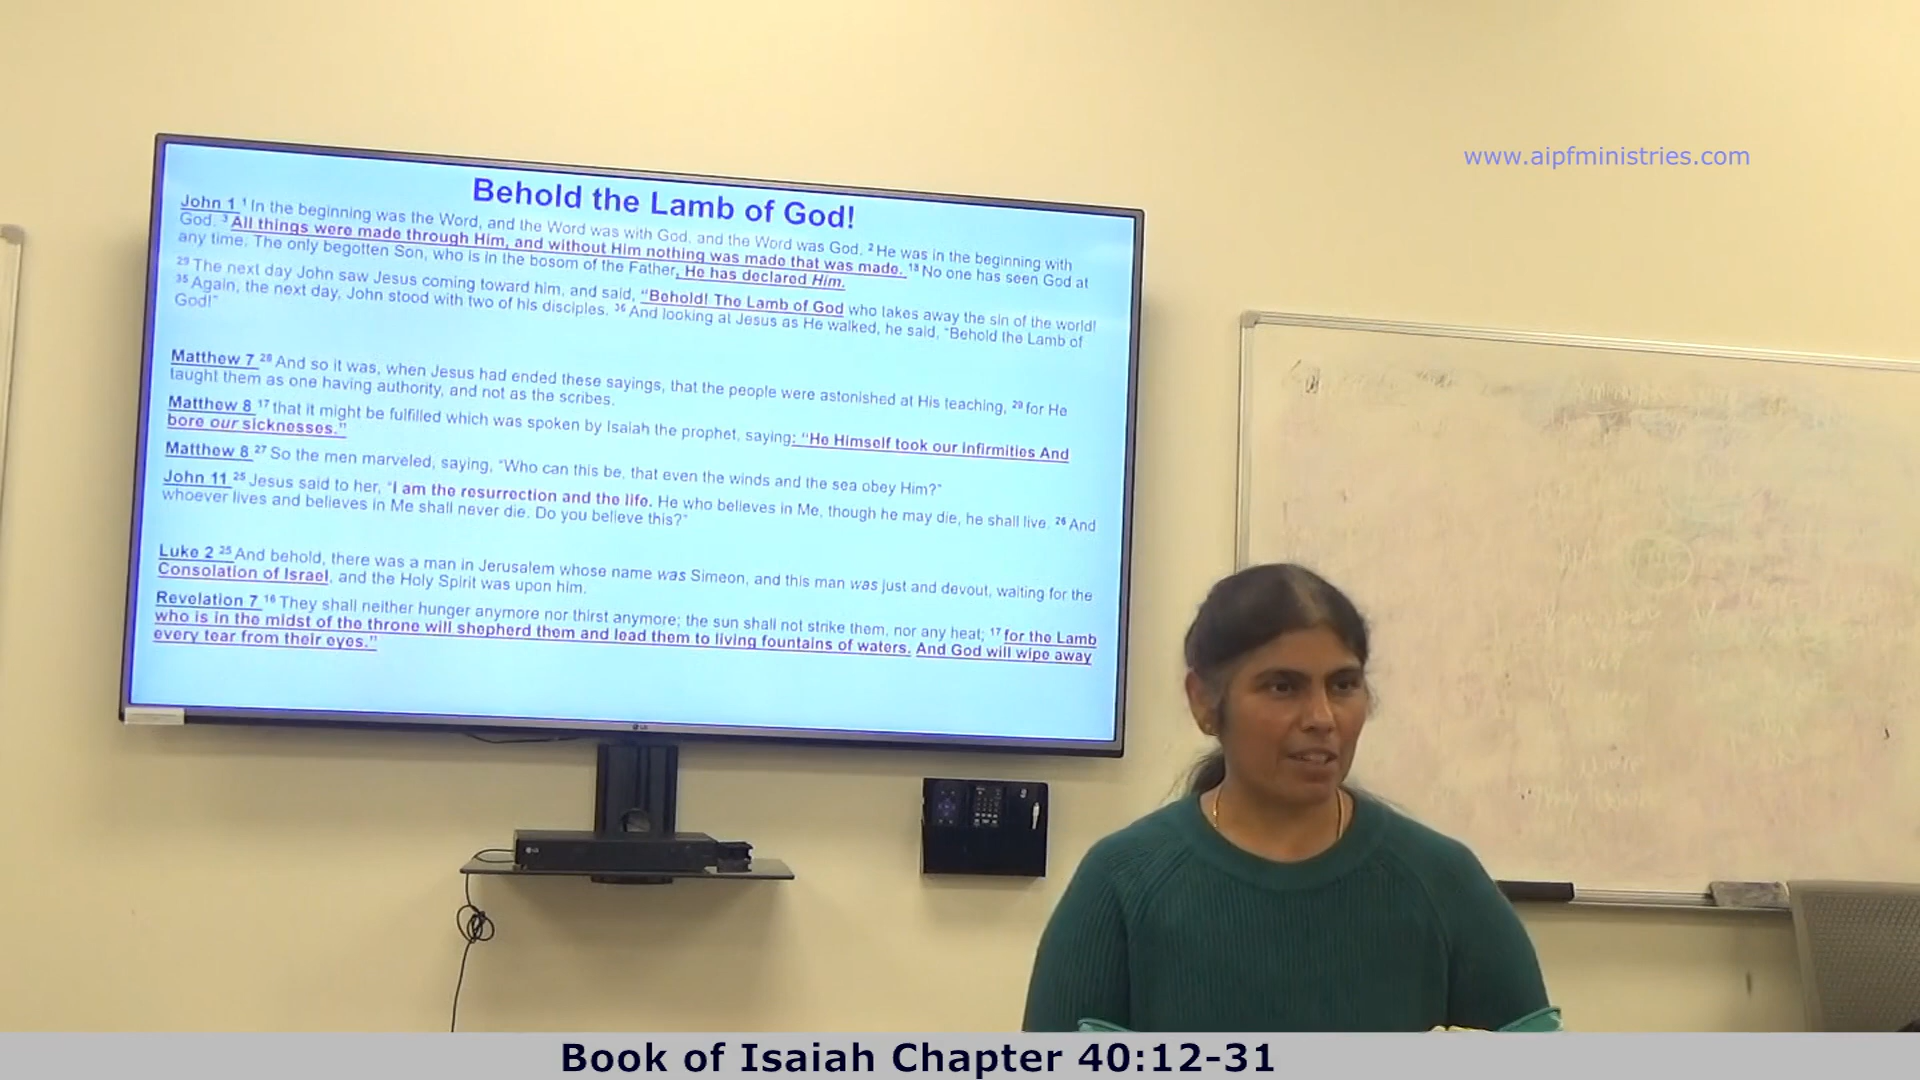 www.aipfministries.com
Behold the Lamb of God!
John 1 1 In the beginning was the Word, and the Word was with God, and the Word was God. 2 He was in the beginning with
God. 3 All things were made through Him, and without Him nothing was made that was made. 18 No one has seen God at
any time. The only begotten Son, who is in the bosom of the Father, He has declared Him.
29 The next day John saw Jesus coming toward him, and said, “Behold! The Lamb of God who takes away the sin of the world!
35 Again, the next day, John stood with two of his disciples. 36 And looking at Jesus as He walked, he said, “Behold the Lamb of
God!”
Matthew 7 28 And so it was, when Jesus had ended these sayings, that the people were astonished at His teaching, 29 for He
taught them as one having authority, and not as the scribes.
Matthew 8 17 that it might be fulfilled which was spoken by Isaiah the prophet, saying: “He Himself took our infirmities And
bore our sicknesses.”
Matthew 8 27 So the men marveled, saying, “Who can this be, that even the winds and the sea obey Him?”
John 11 25 Jesus said to her, “I am the resurrection and the life. He who believes in Me, though he may die, he shall live. 26 And
whoever lives and believes in Me shall never die. Do you believe this?”
Luke 2 25 And behold, there was a man in Jerusalem whose name was Simeon, and this man was just and devout, waiting for the
Consolation of Israel, and the Holy Spirit was upon him.
Revelation 7 16 They shall neither hunger anymore nor thirst anymore; the sun shall not strike them, nor any heat; 17 for the Lamb
who is in the midst of the throne will shepherd them and lead them to living fountains of waters. And God will wipe away
every tear from their eyes.”
LG
LG
Book of Isaiah Chapter 40:12-31